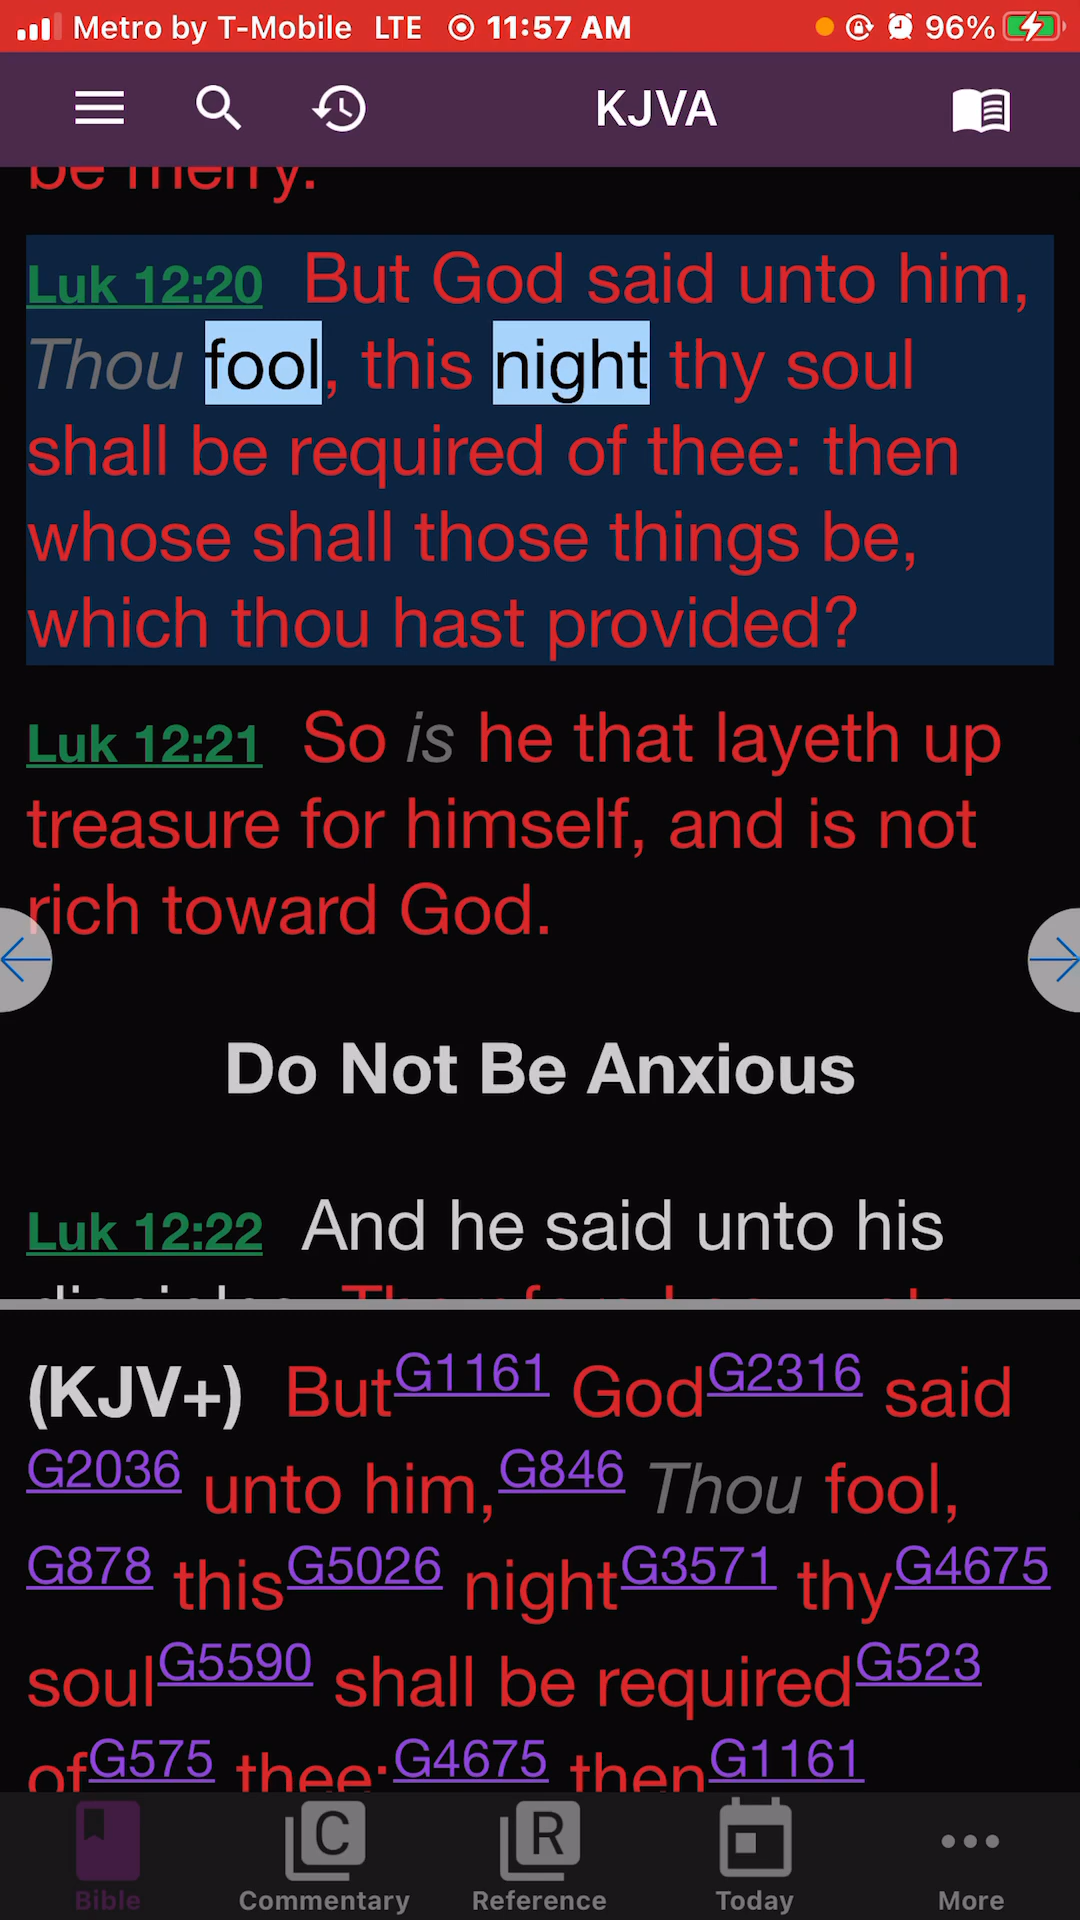 Metro by T-Mobile LTE 11:57 AM 96%
KJVA
be merry.
Luk 12:20 But God said unto him,
Thou fool, this night thy soul
shall be required of thee: then
whose shall those things be,
which thou hast provided?
Luk 12:21 So is he that layeth up
treasure for himself, and is not
rich toward God.
Do Not Be Anxious
Luk 12:22 And he said unto his
(KJV+) ButG1161 GodG2316 said
G2036 unto him,G846 Thou fool,
G878 thisG5026 nightG3571 thyG4675
soulG5590 shall be requiredG523
ofG575 thee:G4675 thenG1161
C R
Bible Commentary Reference Today More